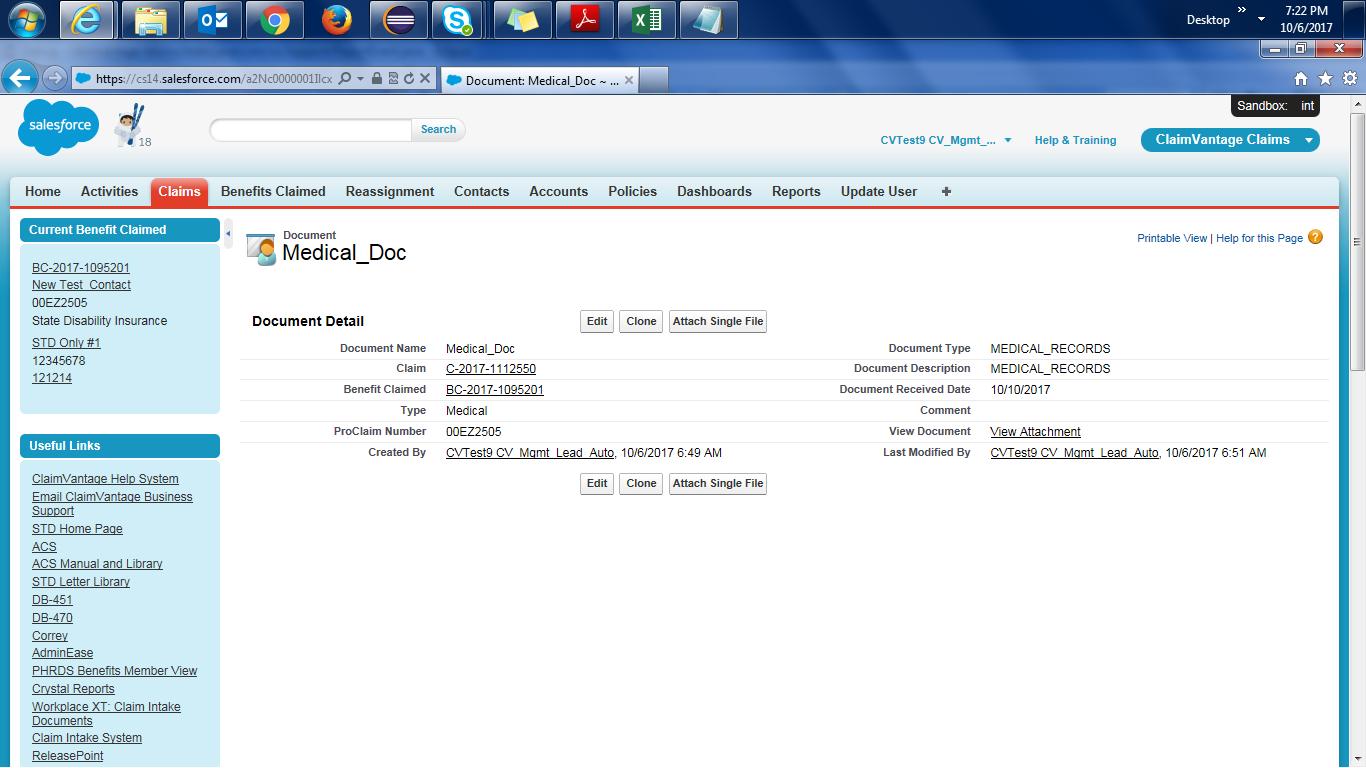 Desktop
7:22 PM
10/6/2017
https://cs14.salesforce.com/a2Nc0000001Ilcx
Document: Medical_Doc ~ ...
Sandbox: int
salesforce
18
Search
CVTest9 CV_Mgmt_...
Help & Training
ClaimVantage Claims
Home Activities Claims Benefits Claimed Reassignment Contacts Accounts Policies Dashboards Reports Update User +
Current Benefit Claimed
BC-2017-1095201
New Test_Contact
00EZ2505
State Disability Insurance
STD Only #1
12345678
121214
Useful Links
ClaimVantage Help System
Email ClaimVantage Business
Support
STD Home Page
ACS
ACS Manual and Library
STD Letter Library
DB-451
DB-470
Correy
AdminEase
PHRDS Benefits Member View
Crystal Reports
Workplace XT: Claim Intake
Documents
Claim Intake System
ReleasePoint
Document
Medical_Doc
Printable View | Help for this Page
Document Detail
Edit Clone Attach Single File
Document Name Medical_Doc Document Type MEDICAL_RECORDS
Claim C-2017-1112550 Document Description MEDICAL_RECORDS
Benefit Claimed BC-2017-1095201 Document Received Date 10/10/2017
Type Medical Comment
ProClaim Number 00EZ2505 View Document View Attachment
Created By CVTest9 CV_Mgmt_Lead_Auto, 10/6/2017 6:49 AM Last Modified By CVTest9 CV_Mgmt_Lead_Auto, 10/6/2017 6:51 AM
Edit Clone Attach Single File